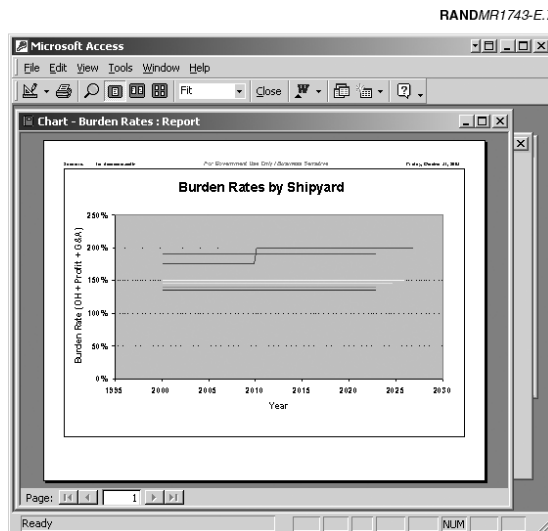 RANDMR1743-E.
Microsoft Access
File Edit View Tools Window Help
Fit Close W
Chart - Burden Rates : Report
For Government Use Only / Business Sensitive
Burden Rates by Shipyard
Burden Rate (OH + Profit + G&A)
250%
200%
150%
100%
50%
0%
1995 2000 2005 2010 2015 2020 2025 2030
Year
Page: 1
Ready NUM